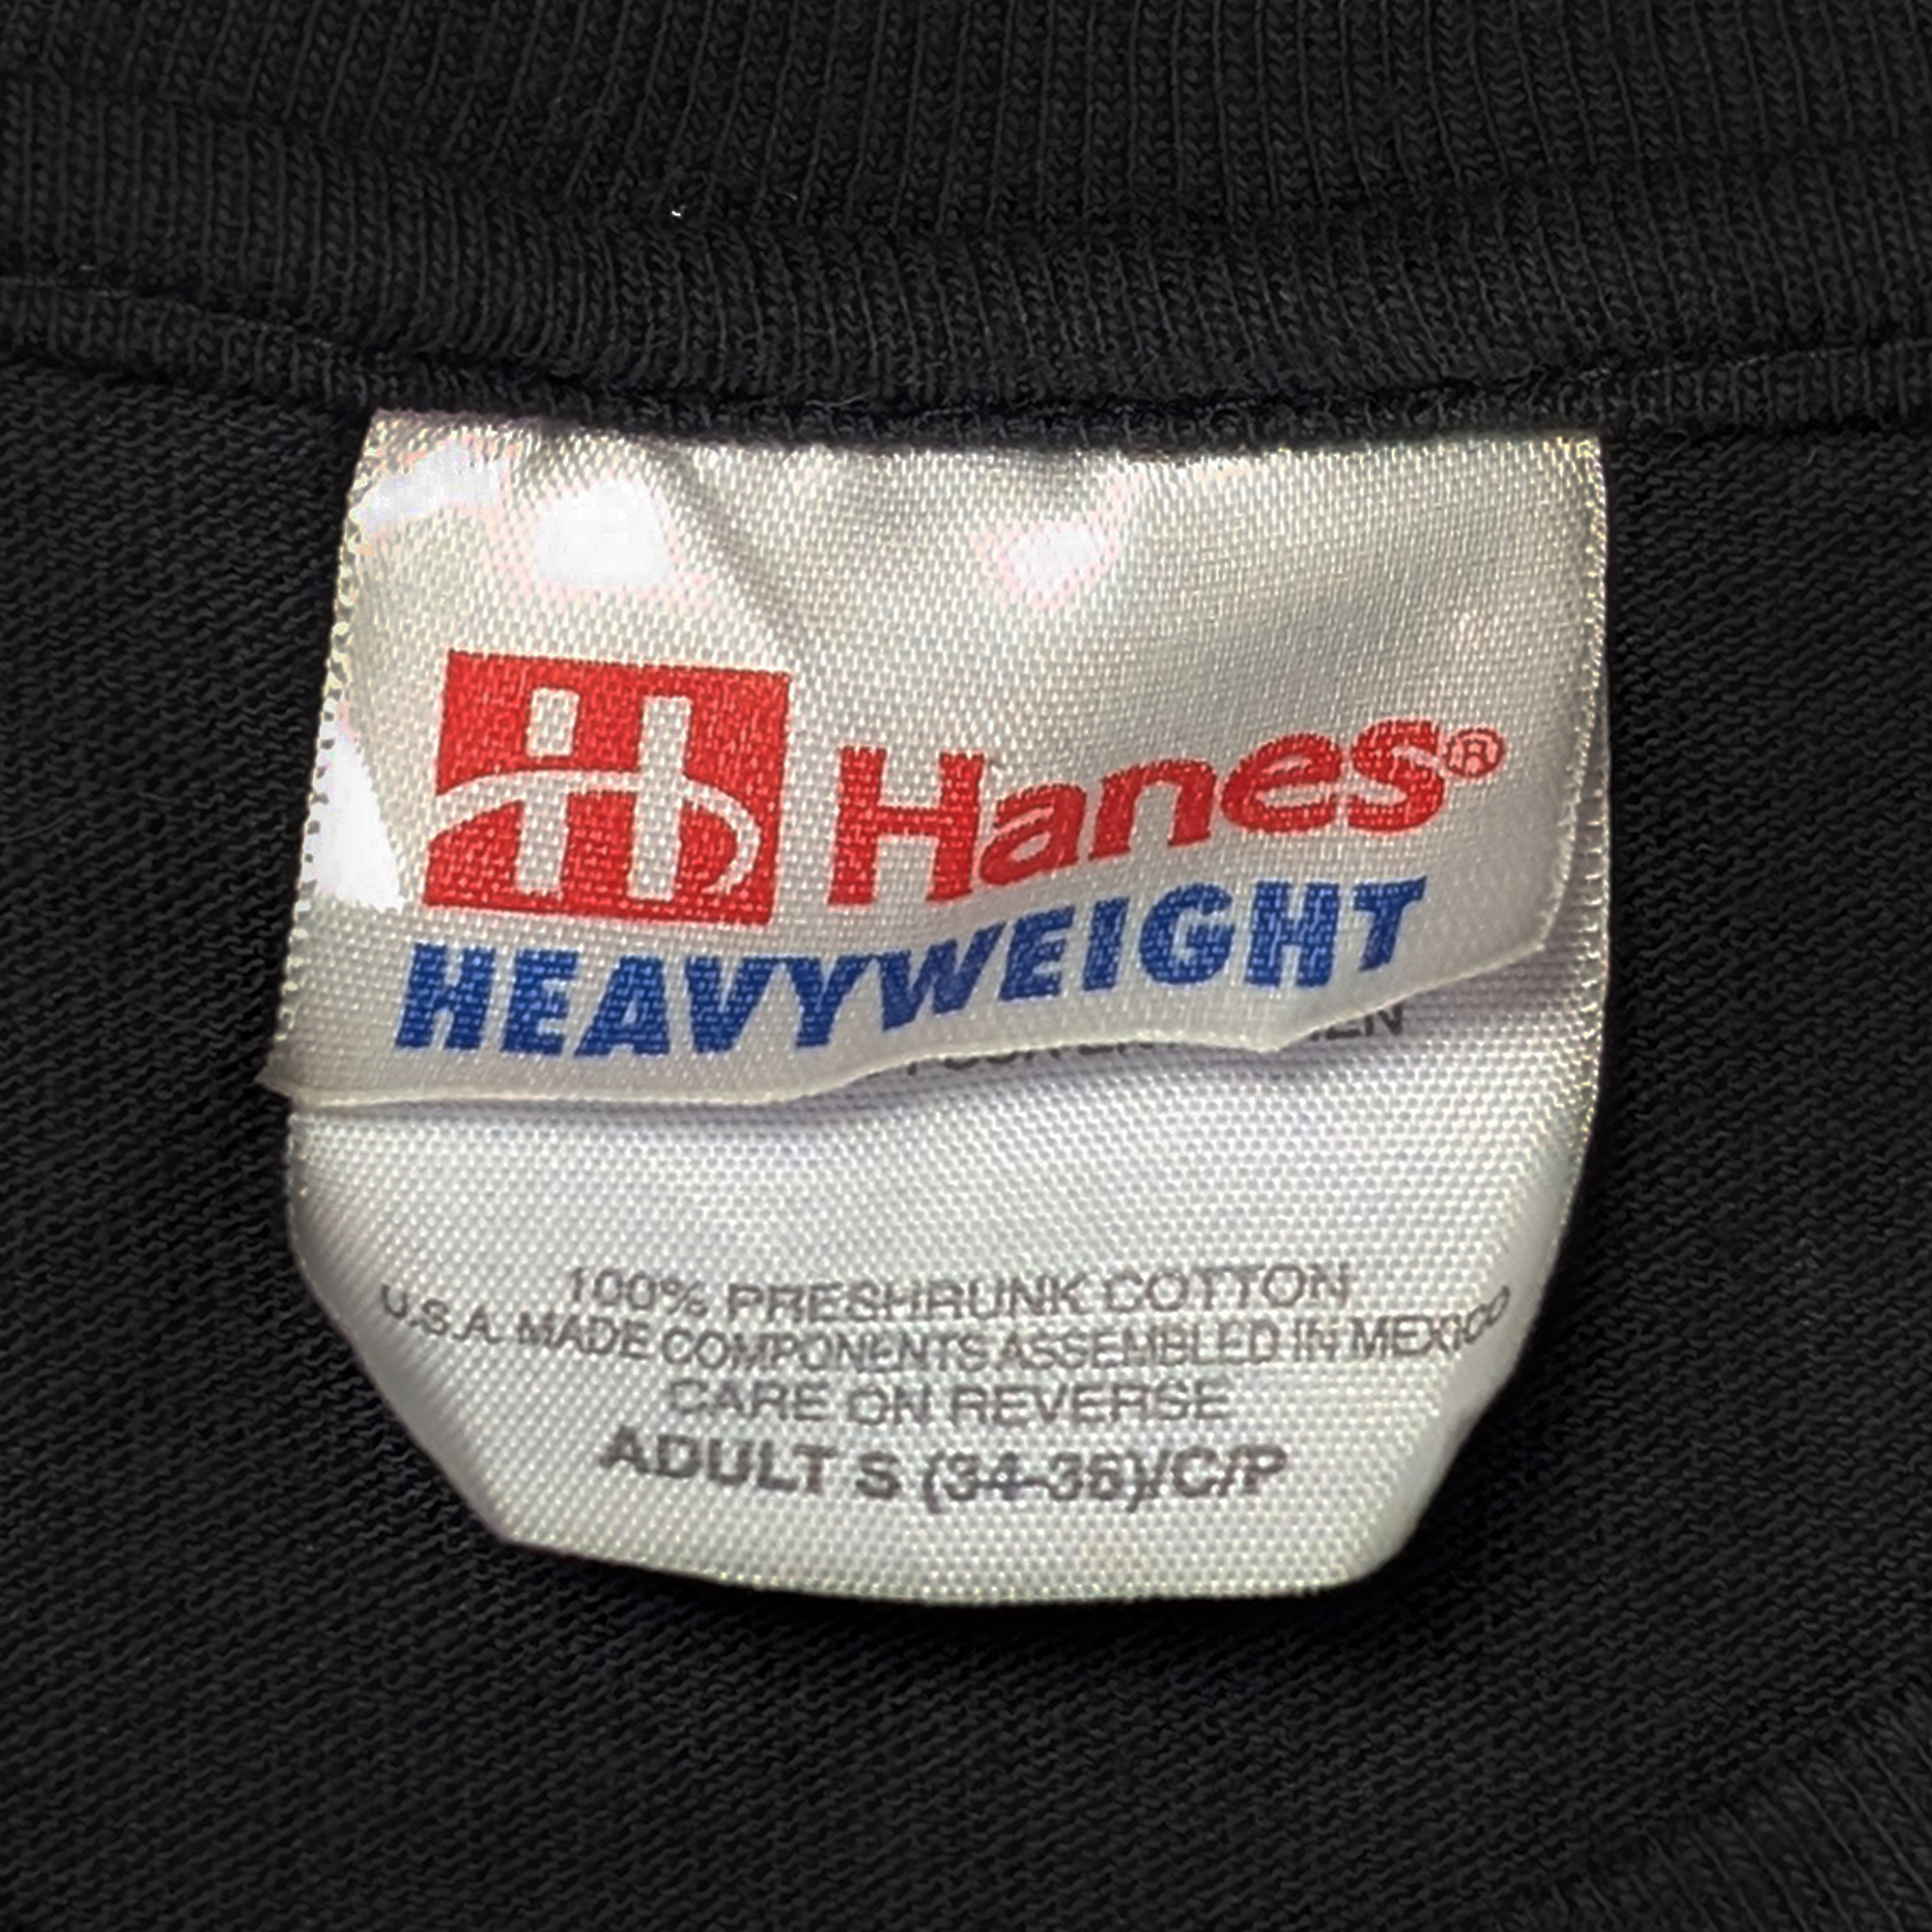 Hanes®
HEAVYWEIGHT
100% PRESHRUNK COTTON
U.S.A. MADE COMPONENTS ASSEMBLED IN MEXICO
CARE ON REVERSE
ADULT S (34-36)/C/P